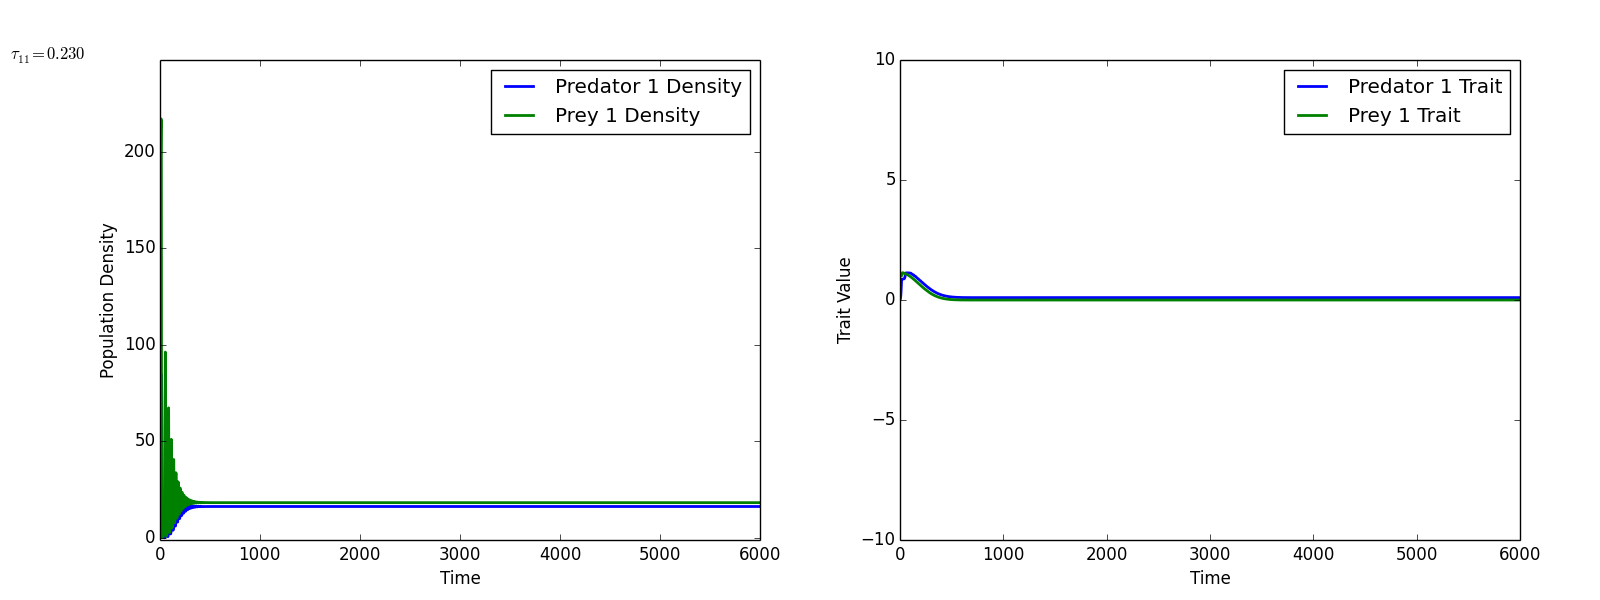 τ₁₁=0.230
Predator 1 Density
Prey 1 Density
200
150
100
50
0
Population Density
0 1000 2000 3000 4000 5000 6000
Time
Predator 1 Trait
Prey 1 Trait
10
5
0
−5
−10
Trait Value
0 1000 2000 3000 4000 5000 6000
Time